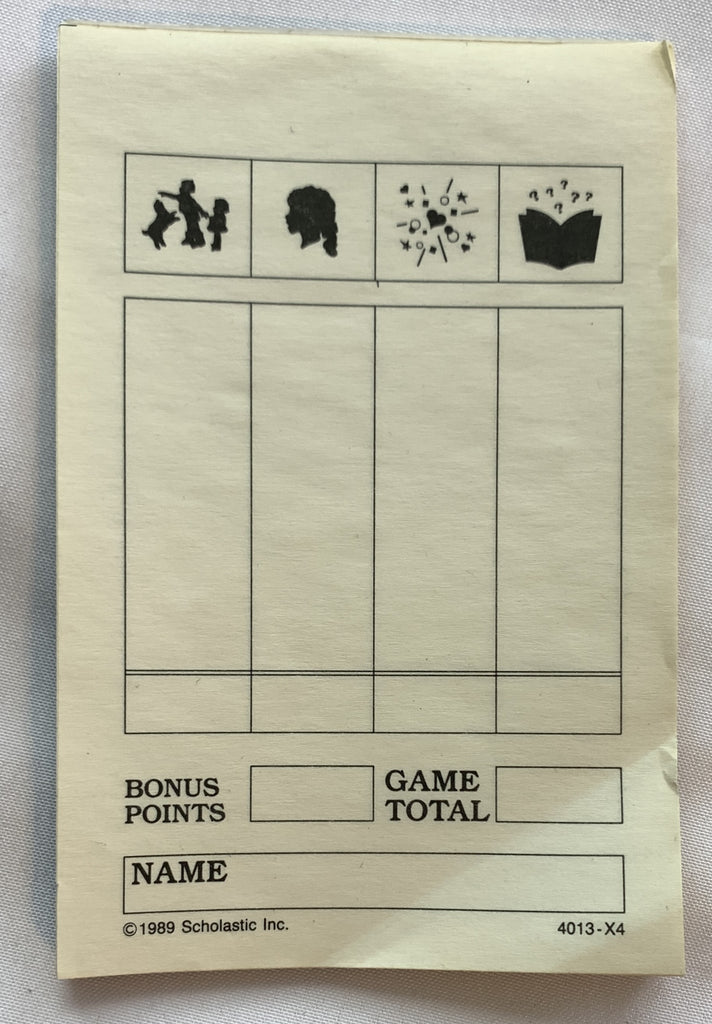 ? ? ? ? ? ?
BONUS
POINTS
GAME
TOTAL
NAME
©1989 Scholastic Inc.
4013-X4